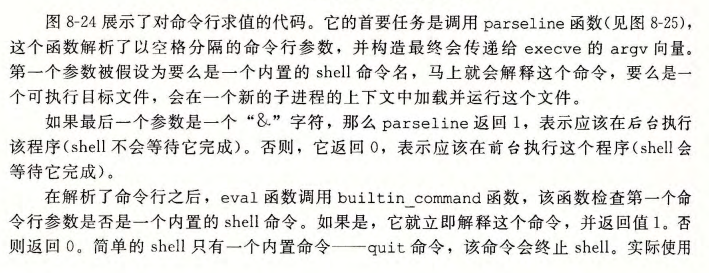 图 8-24 展示了对命令行求值的代码。它的首要任务是调用 parseline 函数(见图 8-25),
这个函数解析了以空格分隔的命令行参数，并构造最终会传递给 execve 的 argv 向量。
第一个参数被假设为要么是一个内置的 shell 命令名，马上就会解释这个命令，要么是一
个可执行目标文件，会在一个新的子进程的上下文中加载并运行这个文件。
如果最后一个参数是一个“&”字符，那么 parseline 返回 1，表示应该在后台执行
该程序(shell 不会等待它完成)。否则，它返回 0，表示应该在前台执行这个程序(shell 会
等待它完成)。
在解析了命令行之后，eval 函数调用 builtin_command 函数，该函数检查第一个命
令行参数是否是一个内置的 shell 命令。如果是，它就立即解释这个命令，并返回值 1。否
则返回 0。简单的 shell 只有一个内置命令——quit 命令，该命令会终止 shell。实际使用